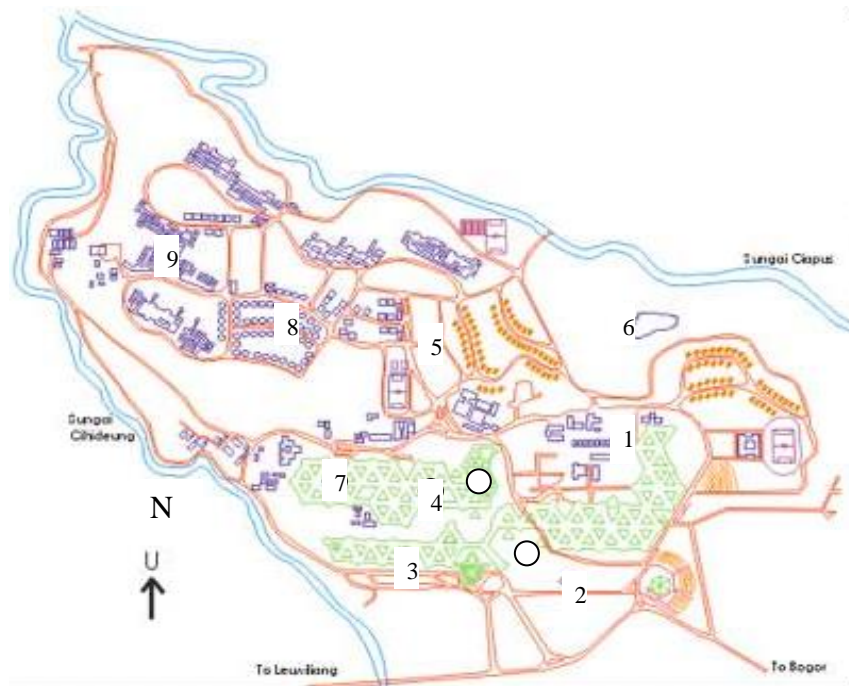 9
Sungai Ciapus
8
6
5
Sungai
Cihideung
1
7
4
N
U
3
2
To Leuwiliang
To Bogor